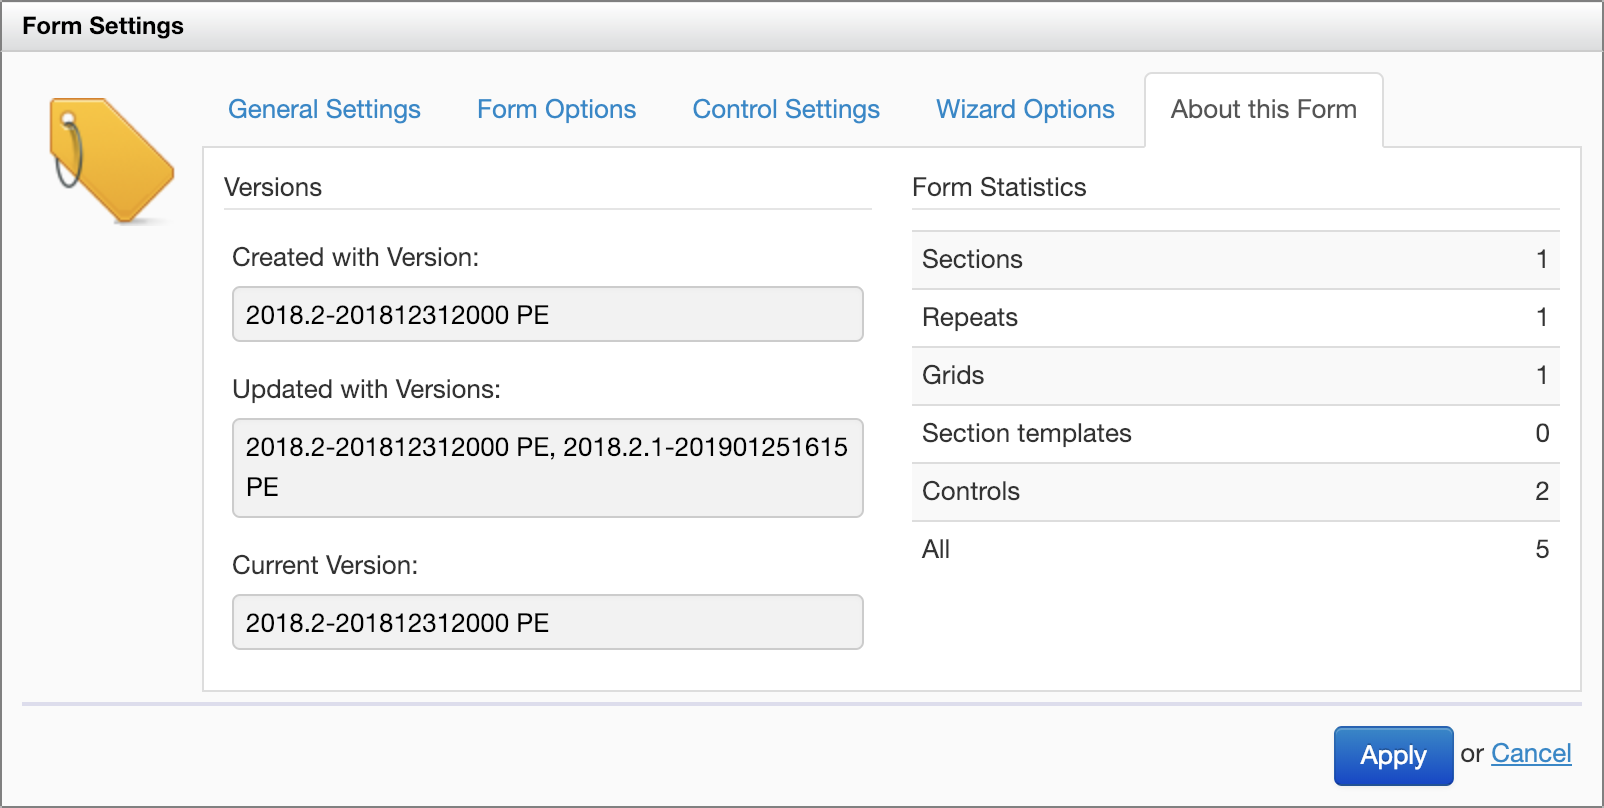 Form Settings
General Settings
Form Options
Control Settings
Wizard Options
About this Form
Versions
Created with Version:
2018.2-201812312000 PE
Updated with Versions:
2018.2-201812312000 PE, 2018.2.1-201901251615
PE
Current Version:
2018.2-201812312000 PE
Form Statistics
Sections 1
Repeats 1
Grids 1
Section templates 0
Controls 2
All 5
Apply or Cancel